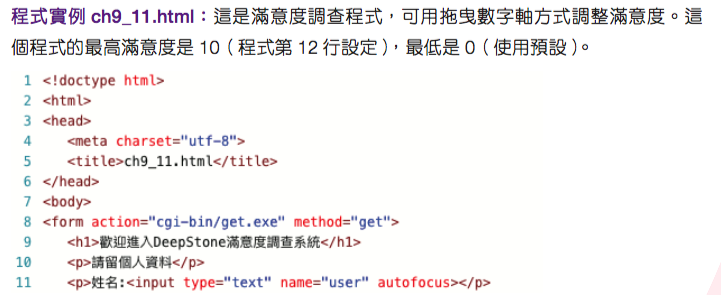 程式實例 ch9_11.html：這是滿意度調查程式，可用拖曳數字軸方式調整滿意度。這
個程式的最高滿意度是 10（程式第 12 行設定），最低是 0（使用預設）。
1 <!doctype html>
2 <html>
3 <head>
4 <meta charset="utf-8">
5 <title>ch9_11.html</title>
6 </head>
7 <body>
8 <form action="cgi-bin/get.exe" method="get">
9 <h1>歡迎進入DeepStone滿意度調查系統</h1>
10 <p>請留個人資料</p>
11 <p>姓名:<input type="text" name="user" autofocus></p>